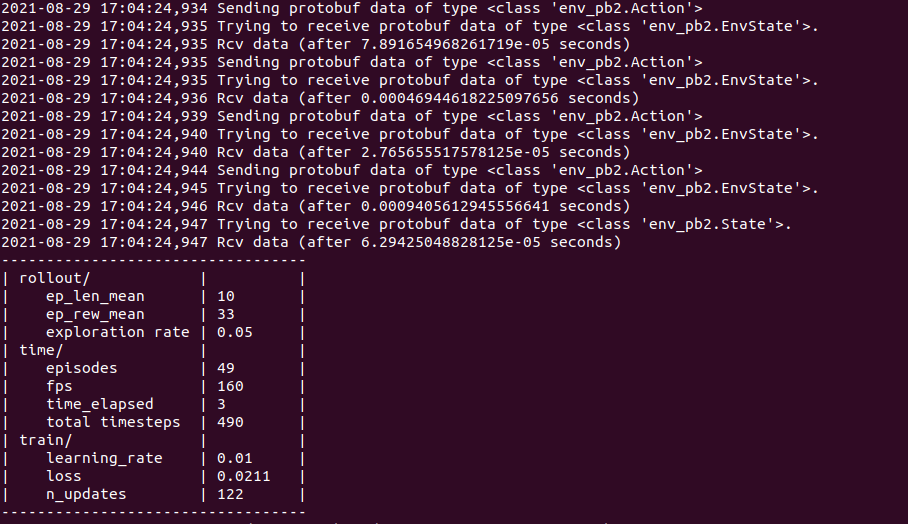 2021-08-29 17:04:24,934 Sending protobuf data of type <class 'env_pb2.Action'>
2021-08-29 17:04:24,935 Trying to receive protobuf data of type <class 'env_pb2.EnvState'>.
2021-08-29 17:04:24,935 Rcv data (after 7.891654968261719e-05 seconds)
2021-08-29 17:04:24,935 Sending protobuf data of type <class 'env_pb2.Action'>
2021-08-29 17:04:24,935 Trying to receive protobuf data of type <class 'env_pb2.EnvState'>.
2021-08-29 17:04:24,936 Rcv data (after 0.00046944618225097656 seconds)
2021-08-29 17:04:24,939 Sending protobuf data of type <class 'env_pb2.Action'>
2021-08-29 17:04:24,940 Trying to receive protobuf data of type <class 'env_pb2.EnvState'>.
2021-08-29 17:04:24,940 Rcv data (after 2.765655517578125e-05 seconds)
2021-08-29 17:04:24,944 Sending protobuf data of type <class 'env_pb2.Action'>
2021-08-29 17:04:24,945 Trying to receive protobuf data of type <class 'env_pb2.EnvState'>.
2021-08-29 17:04:24,946 Rcv data (after 0.0009405612945556641 seconds)
2021-08-29 17:04:24,947 Trying to receive protobuf data of type <class 'env_pb2.State'>.
2021-08-29 17:04:24,947 Rcv data (after 6.29425048828125e-05 seconds)
----------------------------------
| rollout/            |          |
|    ep_len_mean      | 10       |
|    ep_rew_mean      | 33       |
|    exploration rate | 0.05     |
| time/               |          |
|    episodes         | 49       |
|    fps              | 160      |
|    time_elapsed     | 3        |
|    total timesteps  | 490      |
| train/              |          |
|    learning_rate    | 0.01     |
|    loss             | 0.0211   |
|    n_updates        | 122      |
----------------------------------